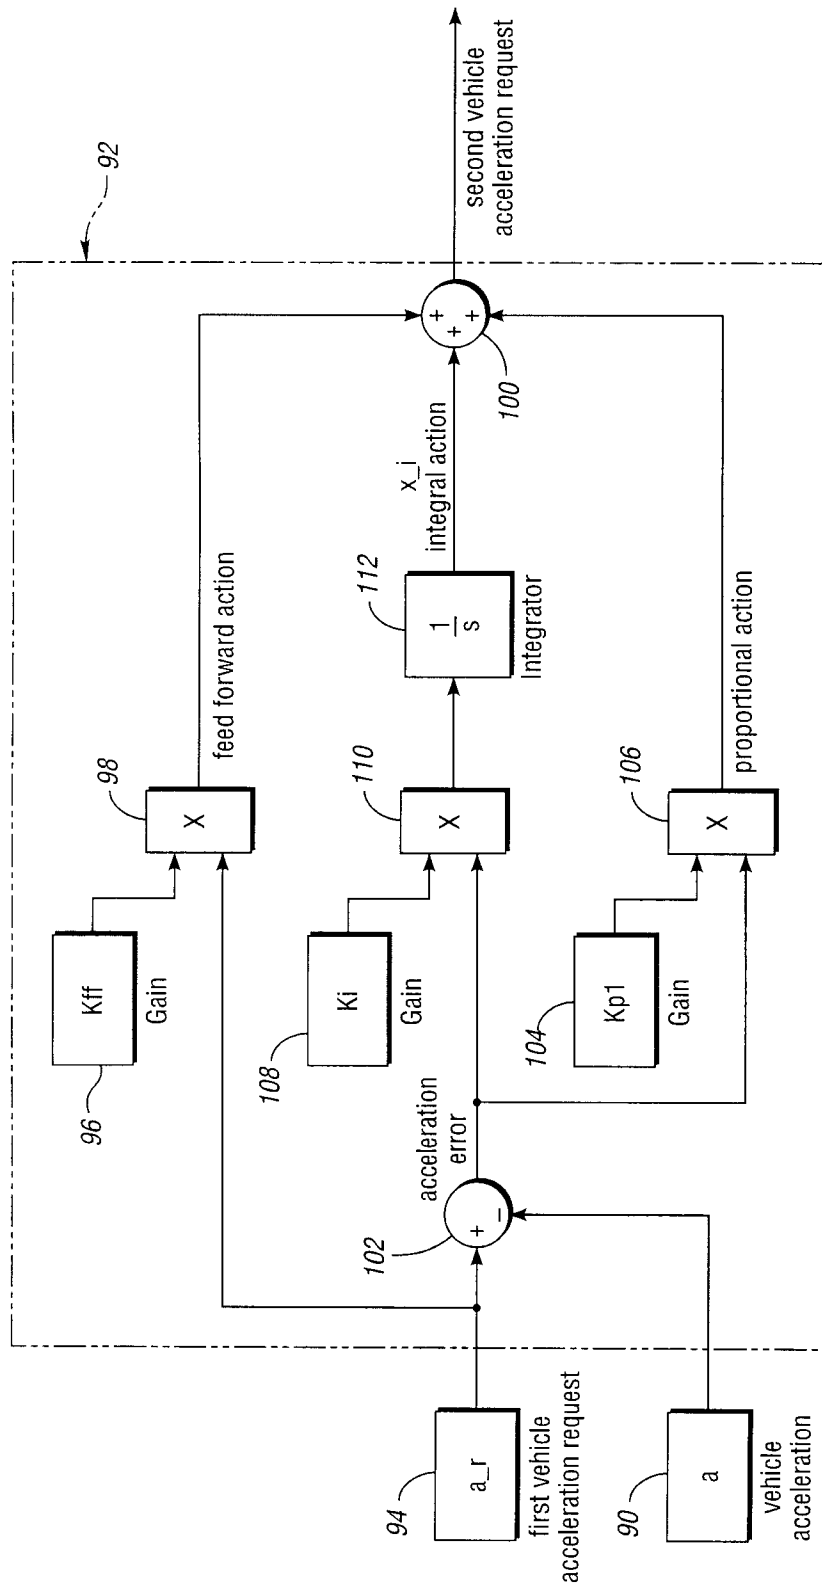 92
96
Kff
Gain
98
X
feed forward action
94
a_r
first vehicle
acceleration request
102
+
−
acceleration
error
108
Ki
Gain
110
X
112
1
s
Integrator
x_i
integral action
+
+
+
100
second vehicle
acceleration request
90
a
vehicle
acceleration
104
Kp1
Gain
106
X
proportional action